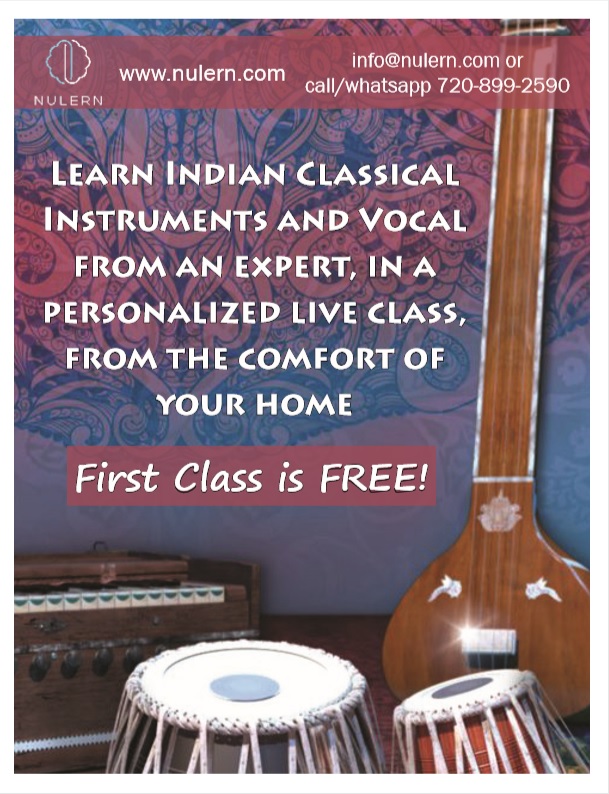 NULERN
www.nulern.com
info@nulern.com or
call/whatsapp 720-899-2590
Learn Indian Classical
Instruments and Vocal
from an expert, in a
personalized live class,
from the comfort of
your home
First Class is FREE!